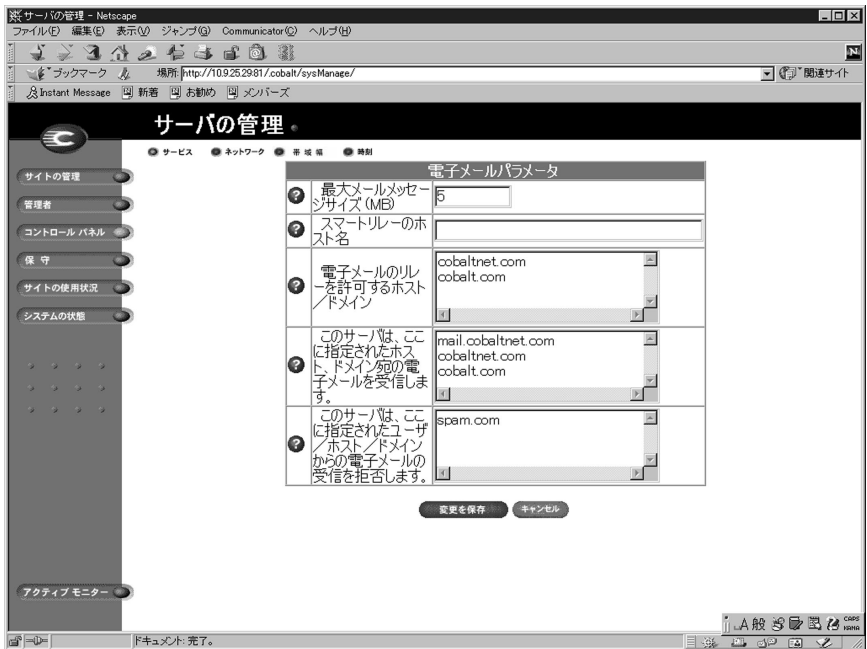 サーバの管理 - Netscape
ファイル(F) 編集(E) 表示(V) ジャンプ(G) Communicator(C) ヘルプ(H)
ブックマーク 場所: http://10.9.25.29:81/.cobalt/sysManage/ 関連サイト
Instant Message 新着 お勧め メンバーズ
サーバの管理
サービス ネットワーク 帯域幅 時刻
サイトの管理
管理者
コントロール パネル
保守
サイトの使用状況
システムの状態
アクティブ モニター
電子メールパラメータ
最大メールメッセー
ジサイズ (MB)
5
スマートリレーのホ
スト名
電子メールのリレ
ーを許可するホスト
/ドメイン
cobaltnet.com
cobalt.com
このサーバは、ここ
に指定されたホス
ト、ドメイン宛の電
子メールを受信しま
す。
mail.cobaltnet.com
cobaltnet.com
cobalt.com
このサーバは、ここ
に指定されたユーザ
/ホスト/ドメイン
からの電子メールの
受信を拒否します。
spam.com
変更を保存 キャンセル
A般 CAPS
KANA
ドキュメント: 完了。